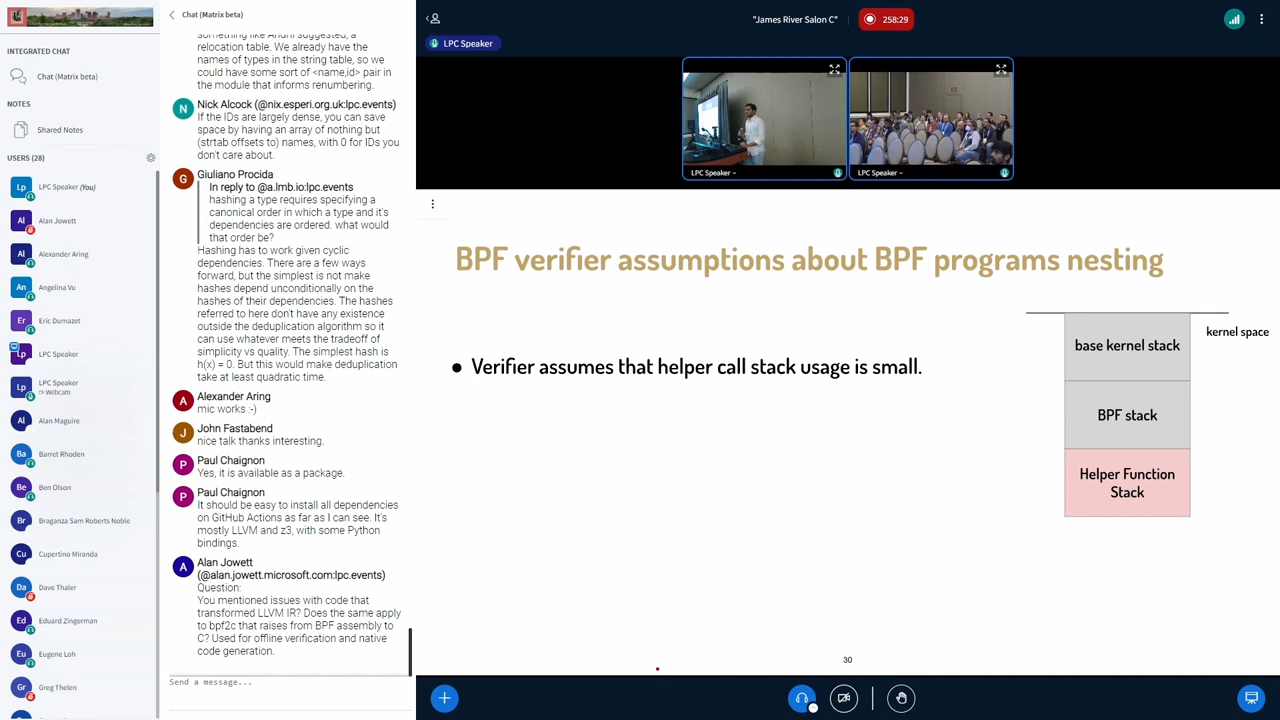 INTEGRATED CHAT
Chat (Matrix beta)
NOTES
Shared Notes
USERS (28)
Lp LPC Speaker (You)
Al Alan Jowett
Al Alexander Aring
An Angelina Vu
Er Eric Dumazet
Lp LPC Speaker
Lp LPC Speaker
Webcam
Al Alan Maguire
Ba Barret Rhoden
Be Ben Olson
Br Braganza Sam Roberts Noble
Cu Cupertino Miranda
Da Dave Thaler
Ed Eduard Zingerman
Eu Eugene Loh
Gr Greg Thelen
Chat (Matrix beta)
something like Andrii suggested, a
relocation table. We already have the
names of types in the string table, so we
could have some sort of <name,id> pair in
the module that informs renumbering.
N Nick Alcock (@nix.esperi.org.uk:lpc.events)
If the IDs are largely dense, you can save
space by having an array of nothing but
(strtab offsets to) names, with 0 for IDs you
don't care about.
G Giuliano Procida
In reply to @a.lmb.io:lpc.events
hashing a type requires specifying a
canonical order in which a type and it's
dependencies are ordered. what would
that order be?
Hashing has to work given cyclic
dependencies. There are a few ways
forward, but the simplest is not make
hashes depend unconditionally on the
hashes of their dependencies. The hashes
referred to here don't have any existence
outside the deduplication algorithm so it
can use whatever meets the tradeoff of
simplicity vs quality. The simplest hash is
h(x) = 0. But this would make deduplication
take at least quadratic time.
A Alexander Aring
mic works :-)
J John Fastabend
nice talk thanks interesting.
P Paul Chaignon
Yes, it is available as a package.
P Paul Chaignon
It should be easy to install all dependencies
on GitHub Actions as far as I can see. It's
mostly LLVM and z3, with some Python
bindings.
A Alan Jowett
(@alan.jowett.microsoft.com:lpc.events)
Question:
You mentioned issues with code that
transformed LLVM IR? Does the same apply
to bpf2c that raises from BPF assembly to
C? Used for offline verification and native
code generation.
Send a message...
"James River Salon C"
258:29
LPC Speaker
LPC Speaker
LPC Speaker
BPF verifier assumptions about BPF programs nesting
● Verifier assumes that helper call stack usage is small.
kernel space
base kernel stack
BPF stack
Helper Function
Stack
30